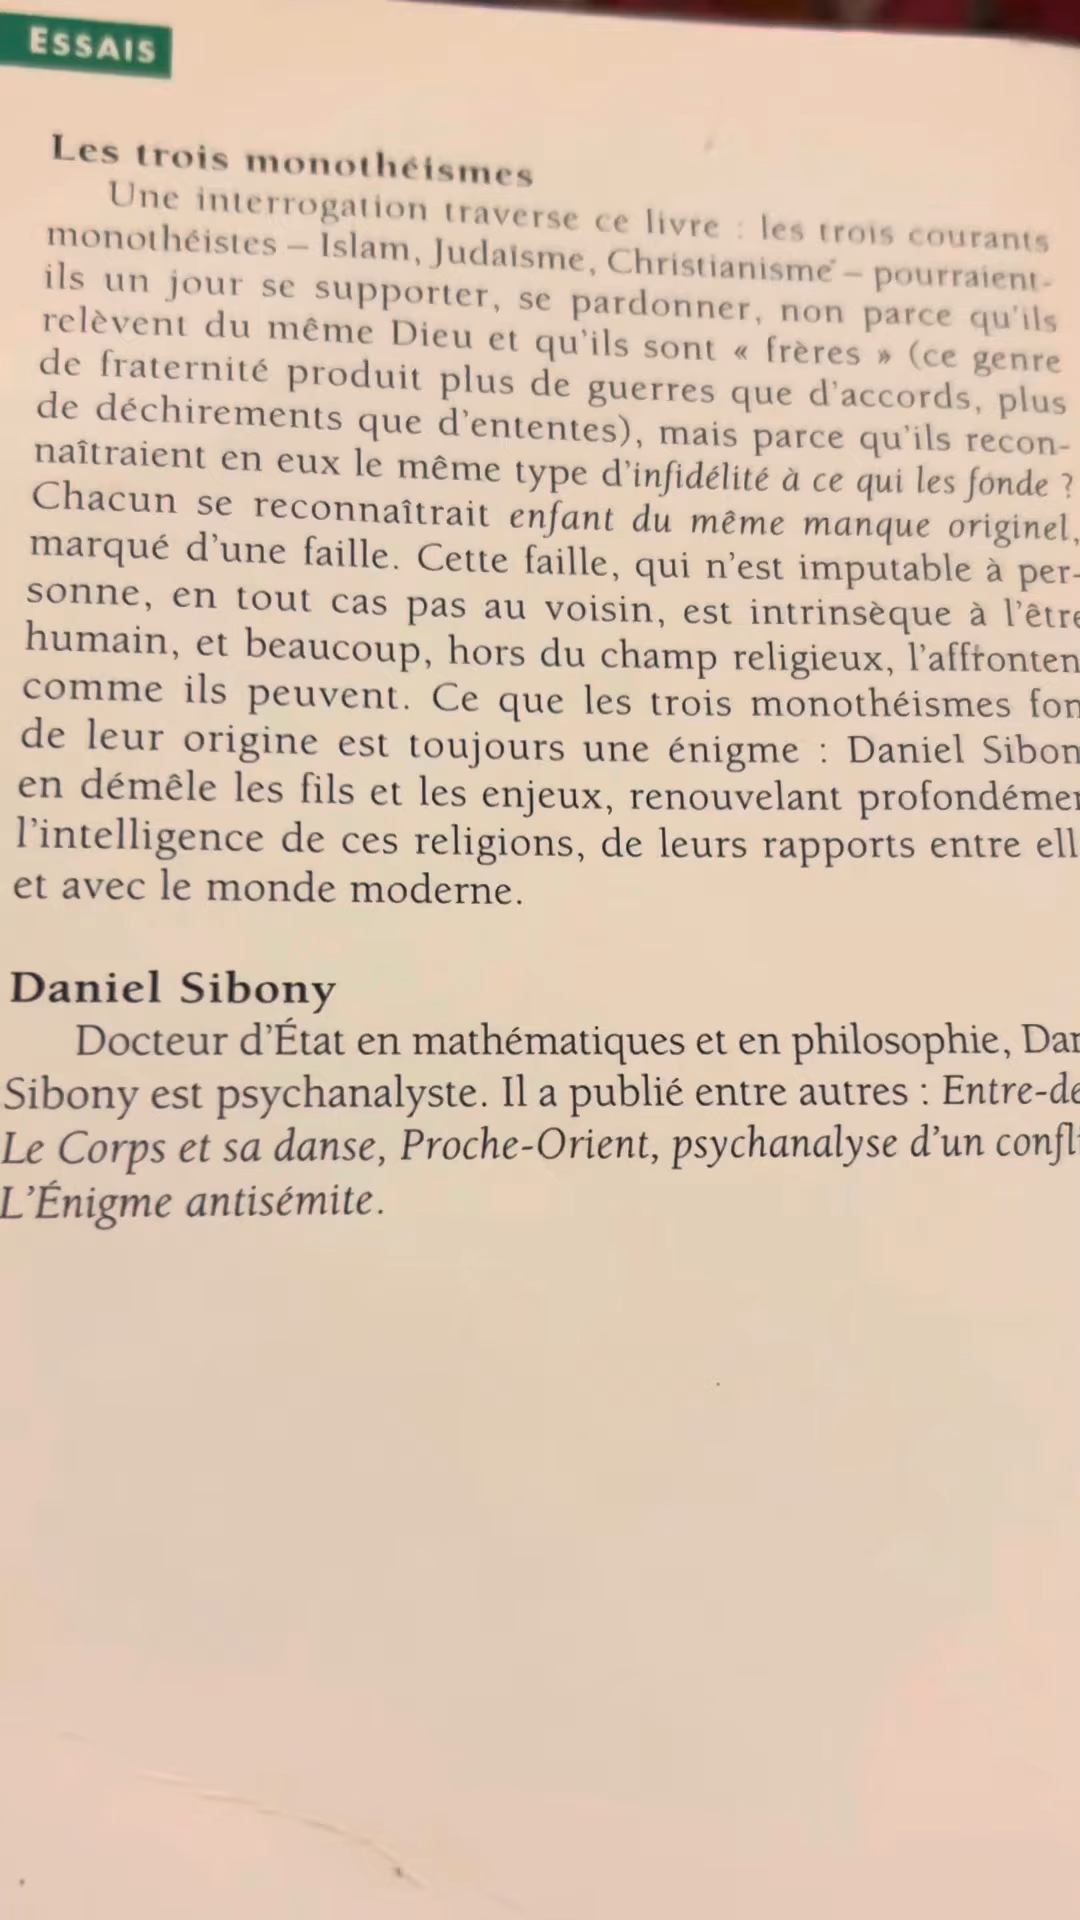 ESSAIS
Les trois monothéismes
Une interrogation traverse ce livre : les trois courants
monothéistes – Islam, Judaïsme, Christianisme – pourraient-
ils un jour se supporter, se pardonner, non parce qu'ils
relèvent du même Dieu et qu'ils sont « frères » (ce genre
de fraternité produit plus de guerres que d'accords, plus
de déchirements que d'ententes), mais parce qu'ils recon-
naîtraient en eux le même type d'infidélité à ce qui les fonde ?
Chacun se reconnaîtrait enfant du même manque originel,
marqué d'une faille. Cette faille, qui n'est imputable à per-
sonne, en tout cas pas au voisin, est intrinsèque à l'être
humain, et beaucoup, hors du champ religieux, l'affronten
comme ils peuvent. Ce que les trois monothéismes fon
de leur origine est toujours une énigme : Daniel Sibon
en démêle les fils et les enjeux, renouvelant profondémen
l'intelligence de ces religions, de leurs rapports entre ell
et avec le monde moderne.
Daniel Sibony
Docteur d'État en mathématiques et en philosophie, Dan
Sibony est psychanalyste. Il a publié entre autres : Entre-de
Le Corps et sa danse, Proche-Orient, psychanalyse d'un confli
L'Énigme antisémite.